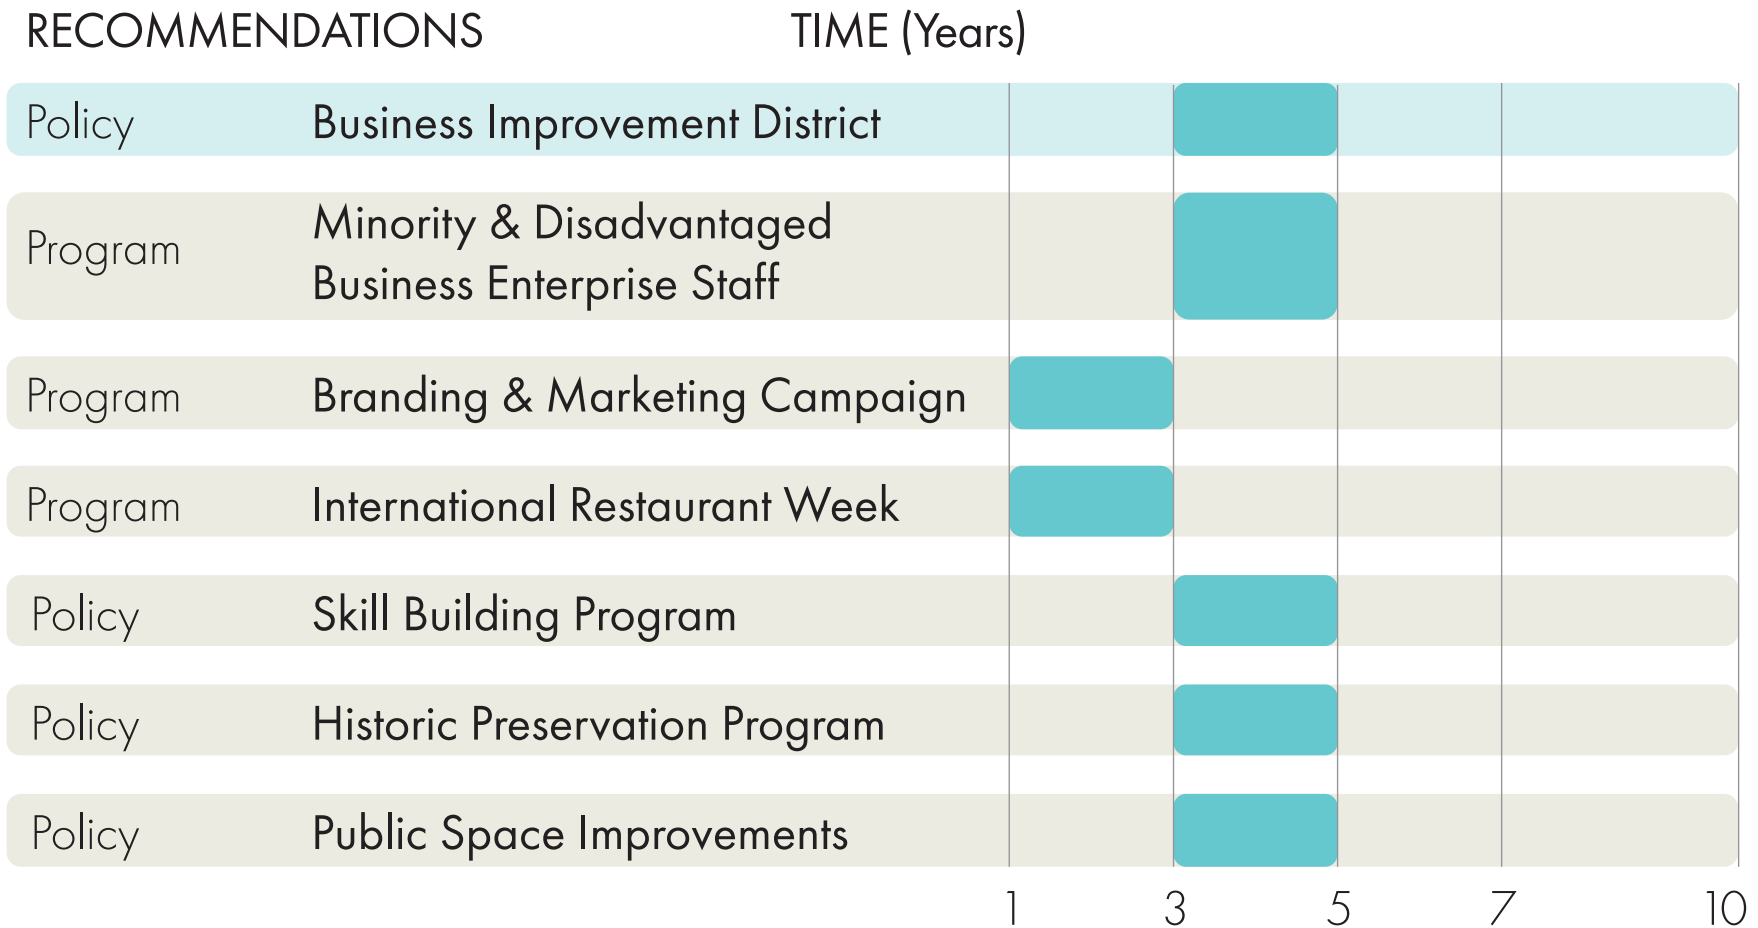 RECOMMENDATIONS TIME (Years)
Policy Business Improvement District
Program Minority & Disadvantaged
Business Enterprise Staff
Program Branding & Marketing Campaign
Program International Restaurant Week
Policy Skill Building Program
Policy Historic Preservation Program
Policy Public Space Improvements
1 3 5 7 10